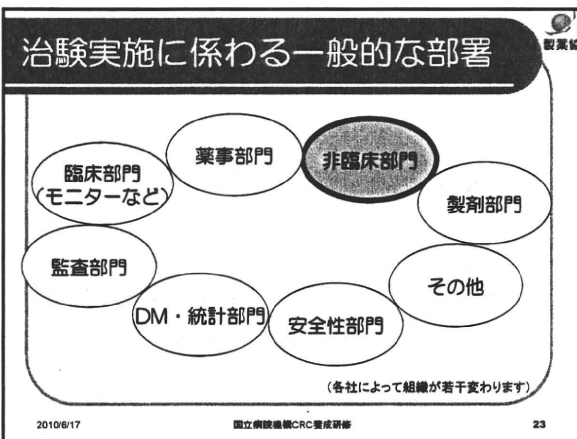 治験実施に係わる一般的な部署
製薬協
薬事部門
非臨床部門
臨床部門
(モニターなど)
製剤部門
監査部門
その他
DM・統計部門
安全性部門
(各社によって組織が若干変わります)
2010/6/17
国立病院機構CRC養成研修
23